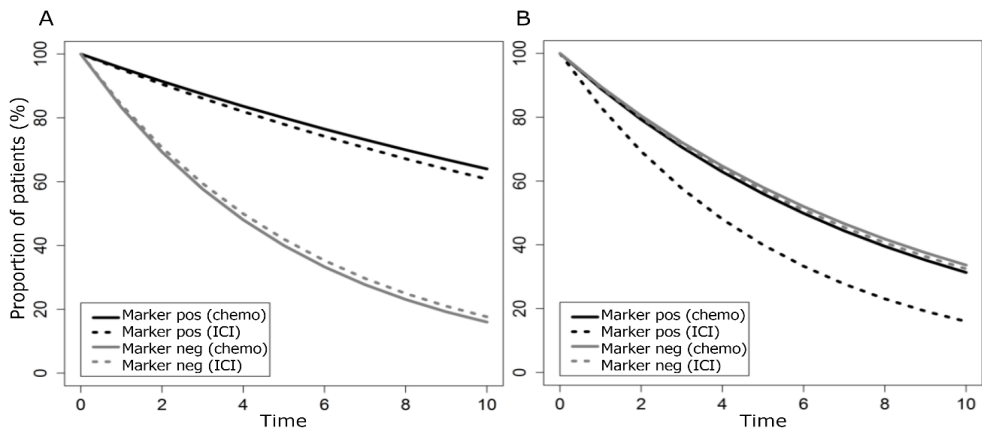 A
Proportion of patients (%)
100
80
60
40
20
0
Marker pos (chemo)
Marker pos (ICI)
Marker neg (chemo)
Marker neg (ICI)
0 2 4 6 8 10
Time
B
100
80
60
40
20
0
Marker pos (chemo)
Marker pos (ICI)
Marker neg (chemo)
Marker neg (ICI)
0 2 4 6 8 10
Time